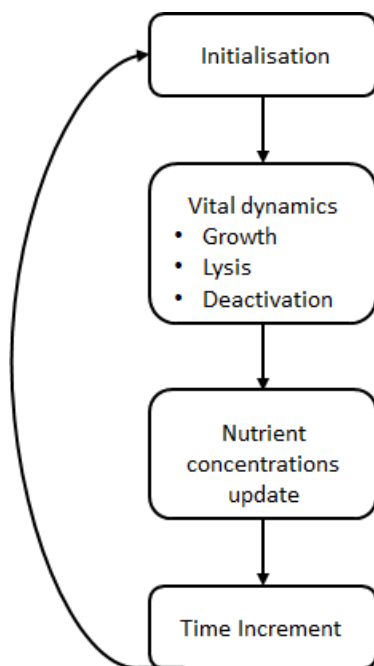 Initialisation
Vital dynamics
• Growth
• Lysis
• Deactivation
Nutrient
concentrations
update
Time Increment